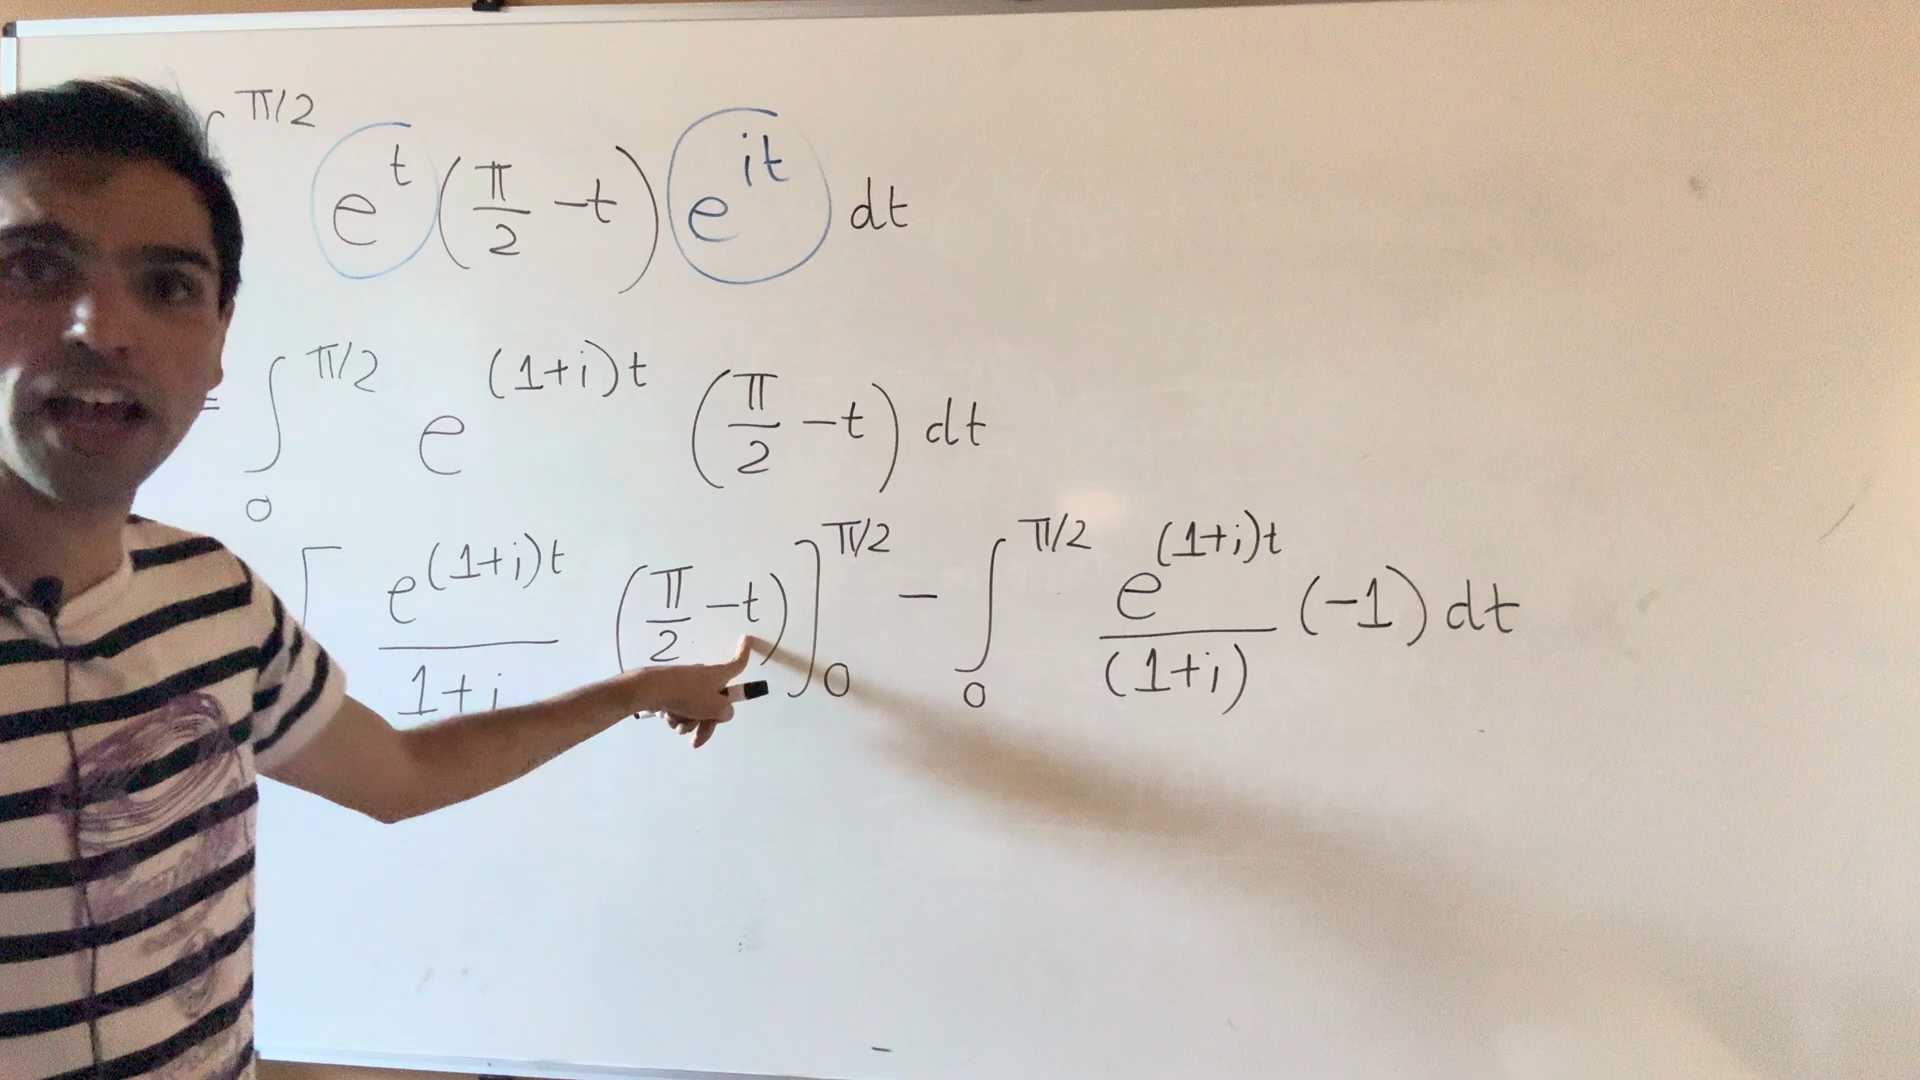 ∫ π/2 e^t (π/2 − t) e^{it} dt
= ∫_0^{π/2} e^{(1+i)t} (π/2 − t) dt
[ e^{(1+i)t} / 1+i (π/2 − t) ]_0^{π/2} − ∫_0^{π/2} e^{(1+i)t} / (1+i) (−1) dt